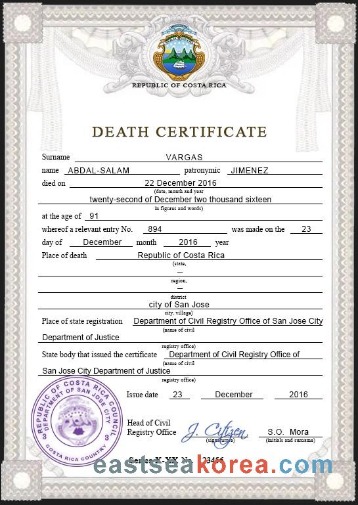 REPUBLIC OF COSTA RICA
DEATH CERTIFICATE
Surname VARGAS
name ABDAL-SALAM patronymic JIMENEZ
died on 22 December 2016
(date, month and year)
twenty-second of December two thousand sixteen
in figures and words)
at the age of 91
whereof a relevant entry No. 894 was made on the 23
day of December month 2016 year
Place of death Republic of Costa Rica
(state,
—
region,
—
district
city of San Jose
city, village)
Place of state registration Department of Civil Registry Office of San Jose City
(name of civil
Department of Justice
registry office)
State body that issued the certificate Department of Civil Registry Office of
(name of civil
San Jose City Department of Justice
registry office)
Issue date 23 December 2016
Head of Civil
Registry Office J. Citizen S.O. Mora
(signature) (initials and surname)
REPUBLIC OF COSTA RICA COUNCIL
DEPARTMENT OF SAN JOSE CITY
COSTA RICA COUNTRY
Series K-XX No. 23456
eastseakorea.com